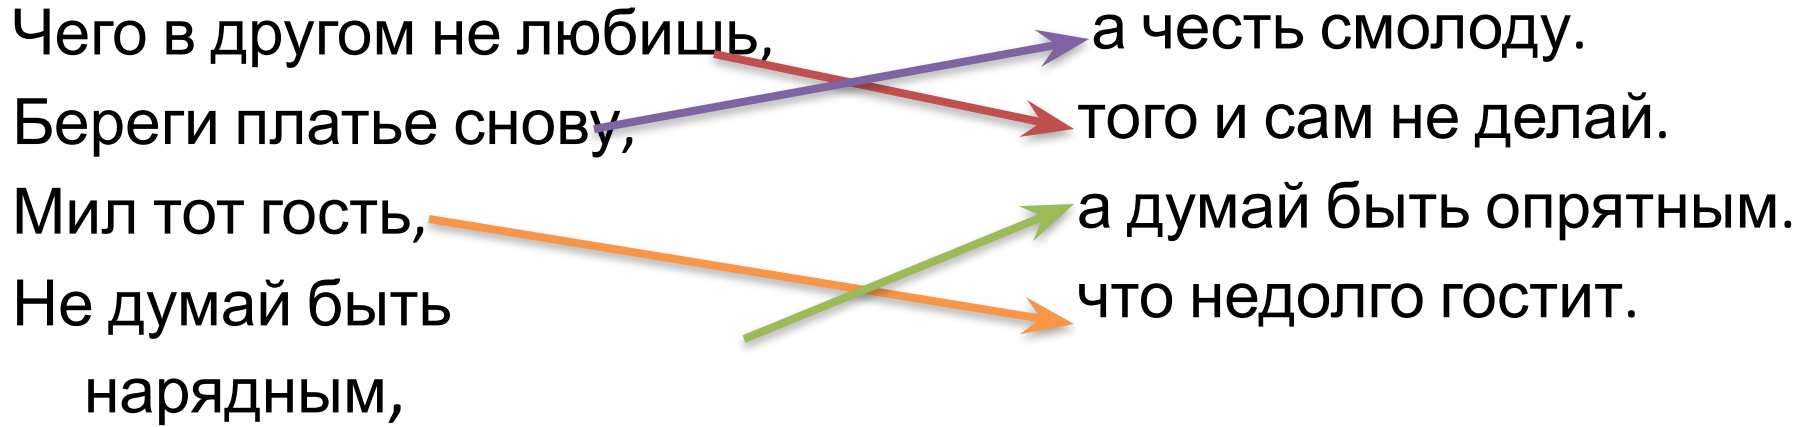 Чего в другом не любишь,
Береги платье снову,
Мил тот гость,
Не думай быть
нарядным,
а честь смолоду.
того и сам не делай.
а думай быть опрятным.
что недолго гостит.